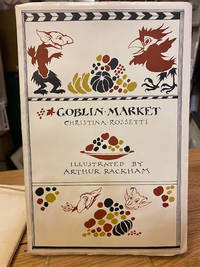 GOBLIN·MARKET
CHRISTINA·ROSSETTI
ILLUSTRATED BY
ARTHUR RACKHAM